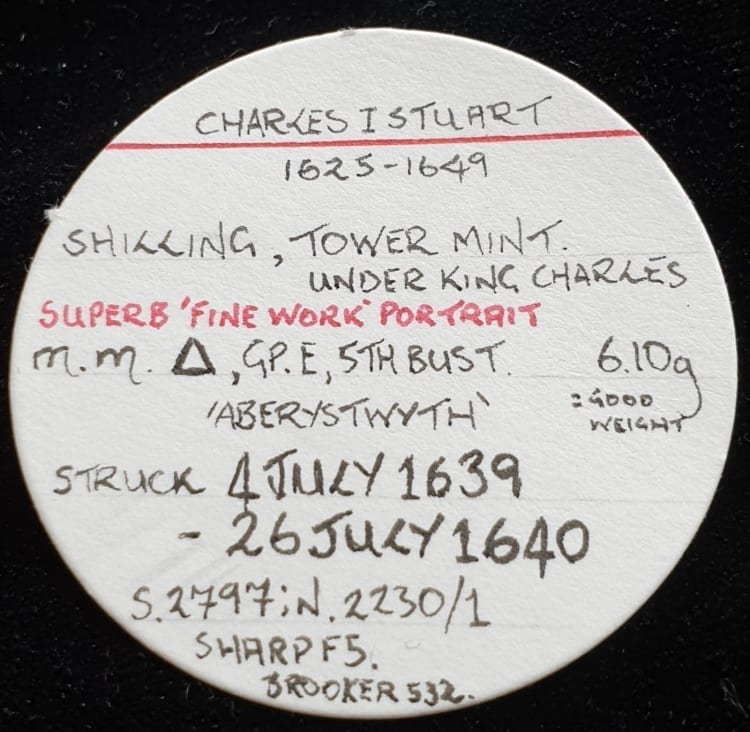 CHARLES I STUART
1625-1649
SHILLING, TOWER MINT.
UNDER KING CHARLES
SUPERB 'FINE WORK' PORTRAIT
m.m. Δ, GP. E, 5TH BUST. 6.10g
'ABERYSTWYTH' = GOOD
WEIGHT
STRUCK 4 JULY 1639
- 26 JULY 1640
S.2797; N.2230/1
SHARP F5.
BROOKER 532.